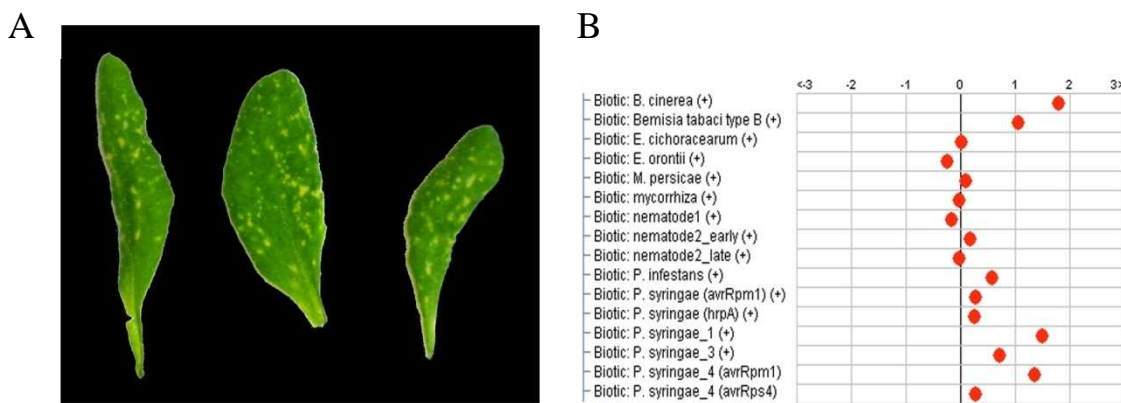 A
B
<-3 -2 -1 0 1 2 3>
Biotic: B. cinerea (+)
Biotic: Bemisia tabaci type B (+)
Biotic: E. cichoracearum (+)
Biotic: E. orontii (+)
Biotic: M. persicae (+)
Biotic: mycorrhiza (+)
Biotic: nematode1 (+)
Biotic: nematode2_early (+)
Biotic: nematode2_late (+)
Biotic: P. infestans (+)
Biotic: P. syringae (avrRpm1) (+)
Biotic: P. syringae (hrpA) (+)
Biotic: P. syringae_1 (+)
Biotic: P. syringae_3 (+)
Biotic: P. syringae_4 (avrRpm1)
Biotic: P. syringae_4 (avrRps4)